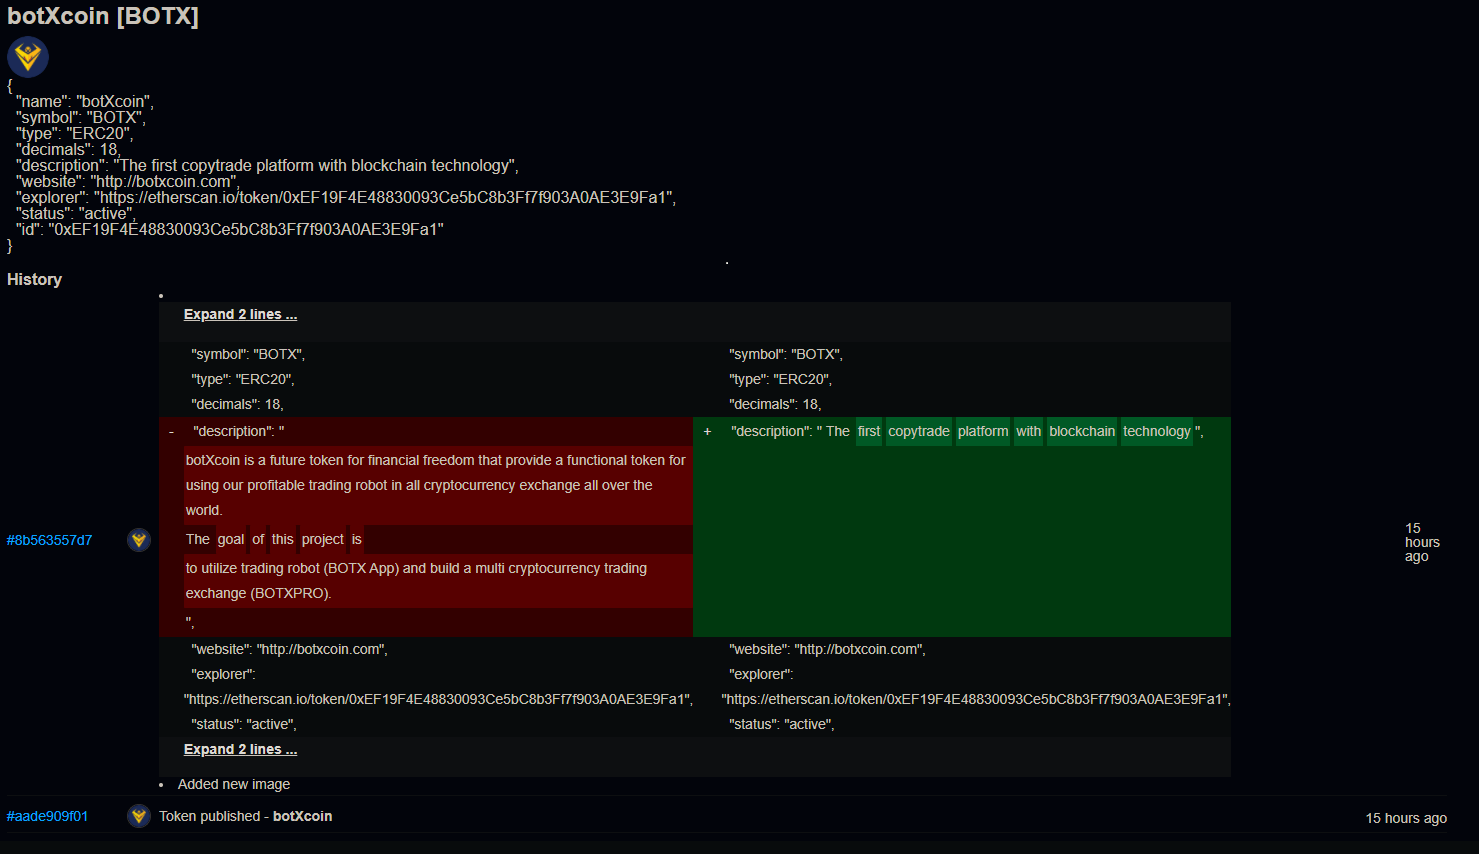 botXcoin [BOTX]
{
"name": "botXcoin",
"symbol": "BOTX",
"type": "ERC20",
"decimals": 18,
"description": "The first copytrade platform with blockchain technology",
"website": "http://botxcoin.com",
"explorer": "https://etherscan.io/token/0xEF19F4E48830093Ce5bC8b3Ff7f903A0AE3E9Fa1",
"status": "active",
"id": "0xEF19F4E48830093Ce5bC8b3Ff7f903A0AE3E9Fa1"
}
.
History
•
Expand 2 lines ...
"symbol": "BOTX", "symbol": "BOTX",
"type": "ERC20", "type": "ERC20",
"decimals": 18, "decimals": 18,
- "description": " + "description": " The first copytrade platform with blockchain technology ",
botXcoin is a future token for financial freedom that provide a functional token for
using our profitable trading robot in all cryptocurrency exchange all over the
world.
The goal of this project is
to utilize trading robot (BOTX App) and build a multi cryptocurrency trading
exchange (BOTXPRO).
",
#8b563557d7
15
hours
ago
"website": "http://botxcoin.com", "website": "http://botxcoin.com",
"explorer": "explorer":
"https://etherscan.io/token/0xEF19F4E48830093Ce5bC8b3Ff7f903A0AE3E9Fa1", "https://etherscan.io/token/0xEF19F4E48830093Ce5bC8b3Ff7f903A0AE3E9Fa1",
"status": "active", "status": "active",
Expand 2 lines ...
• Added new image
#aade909f01 Token published - botXcoin 15 hours ago